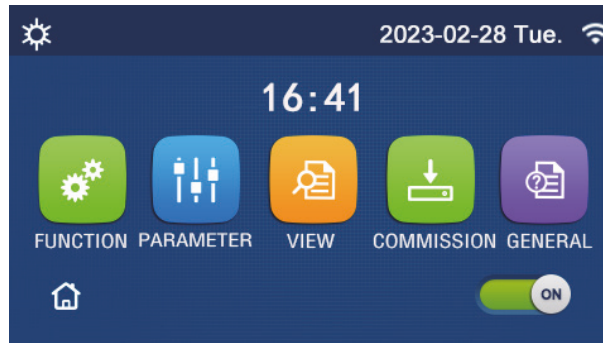 2023-02-28 Tue.
16:41
FUNCTION PARAMETER VIEW COMMISSION GENERAL
ON